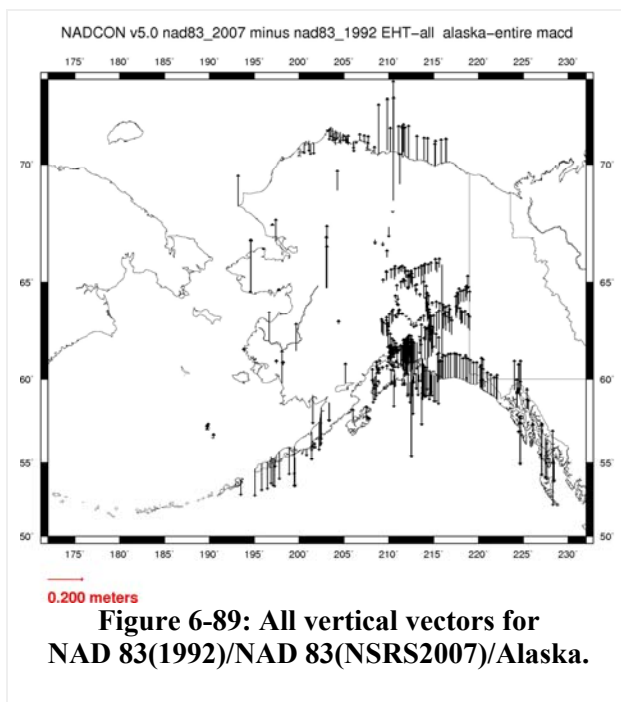 NADCON v5.0 nad83_2007 minus nad83_1992 EHT-all alaska-entire macd
175° 180° 185° 190° 195° 200° 205° 210° 215° 220° 225° 230°
70° 70°
65° 65°
60° 60°
55° 55°
50° 50°
175° 180° 185° 190° 195° 200° 205° 210° 215° 220° 225° 230°
0.200 meters
Figure 6-89: All vertical vectors for
NAD 83(1992)/NAD 83(NSRS2007)/Alaska.